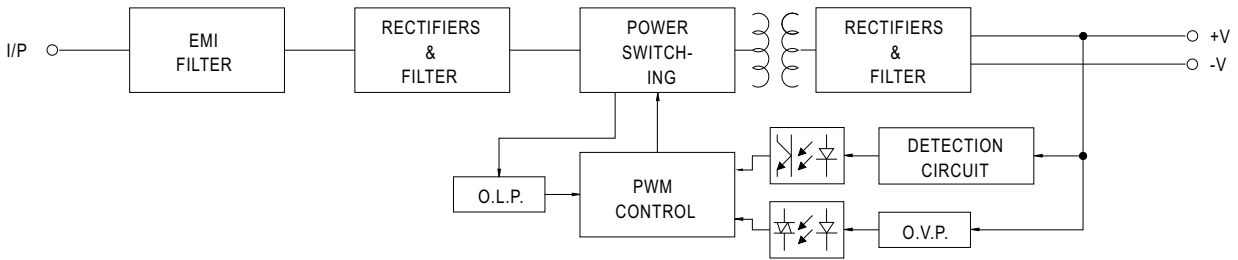 I/P
EMI
FILTER
RECTIFIERS
&
FILTER
POWER
SWITCH-
ING
RECTIFIERS
&
FILTER
+V
-V
O.L.P.
PWM
CONTROL
DETECTION
CIRCUIT
O.V.P.